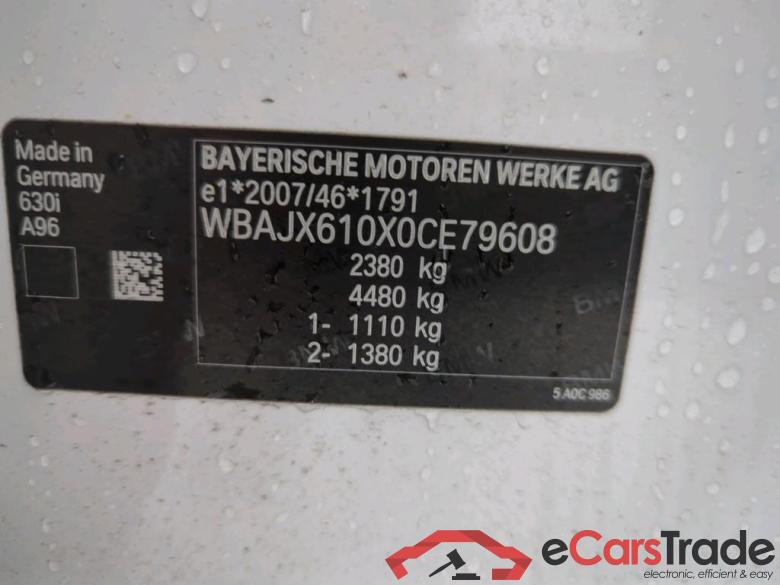 Made in
Germany
630i
A96
BAYERISCHE MOTOREN WERKE AG
e1*2007/46*1791
WBAJX610X0CE79608
2380 kg
4480 kg
1- 1110 kg
2- 1380 kg
5 A0C 986
eCarsTrade
electronic, efficient & easy